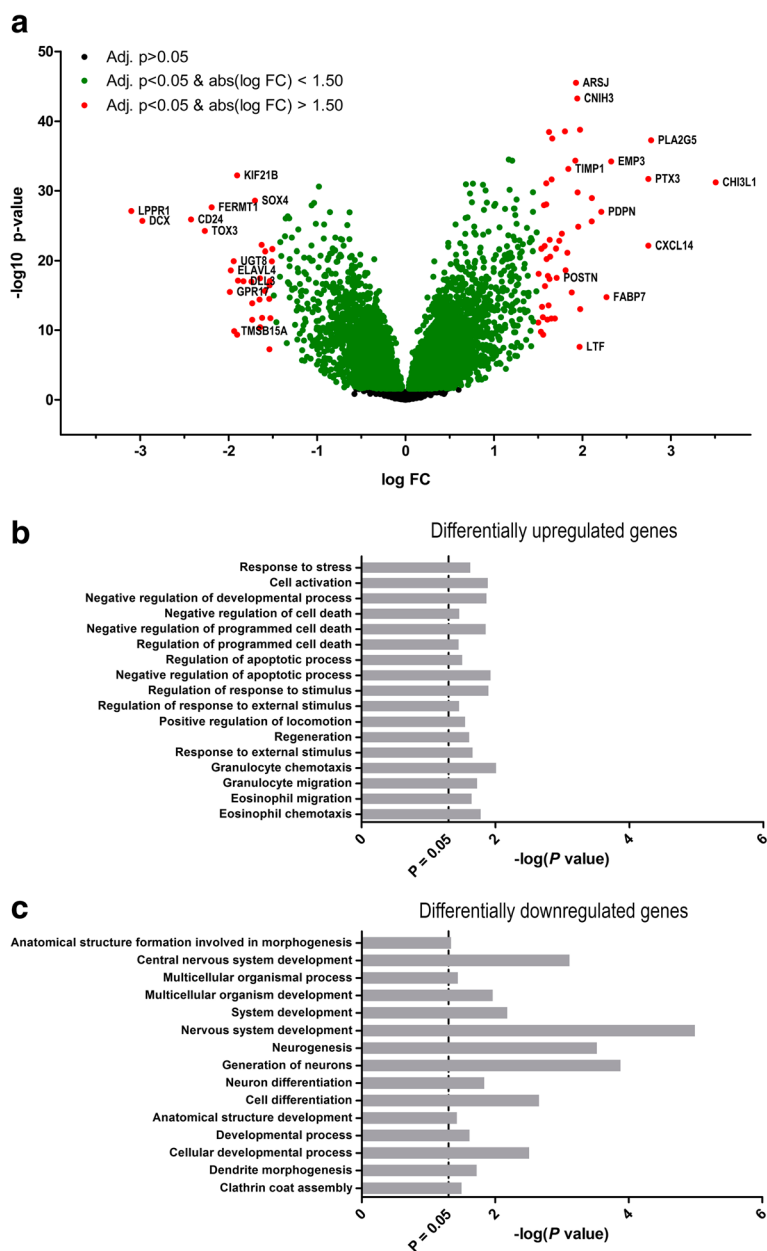 a
Adj. p>0.05
Adj. p<0.05 & abs(log FC) < 1.50
Adj. p<0.05 & abs(log FC) > 1.50
-log10 p-value
50
40
30
20
10
0
ARSJ
CNIH3
PLA2G5
TIMP1
EMP3
PTX3
CHI3L1
PDPN
CXCL14
POSTN
FABP7
LTF
KIF21B
SOX4
LPPR1
FERMT1
DCX
CD24
TOX3
UGT8
ELAVL4
DLL3
GPR17
TMSB15A
-3 -2 -1 0 1 2 3
log FC
b
Differentially upregulated genes
Response to stress
Cell activation
Negative regulation of developmental process
Negative regulation of cell death
Negative regulation of programmed cell death
Regulation of programmed cell death
Regulation of apoptotic process
Negative regulation of apoptotic process
Regulation of response to stimulus
Regulation of response to external stimulus
Positive regulation of locomotion
Regeneration
Response to external stimulus
Granulocyte chemotaxis
Granulocyte migration
Eosinophil migration
Eosinophil chemotaxis
0 P = 0.05 2 4 6
-log(P value)
c
Differentially downregulated genes
Anatomical structure formation involved in morphogenesis
Central nervous system development
Multicellular organismal process
Multicellular organism development
System development
Nervous system development
Neurogenesis
Generation of neurons
Neuron differentiation
Cell differentiation
Anatomical structure development
Developmental process
Cellular developmental process
Dendrite morphogenesis
Clathrin coat assembly
0 P = 0.05 2 4 6
-log(P value)